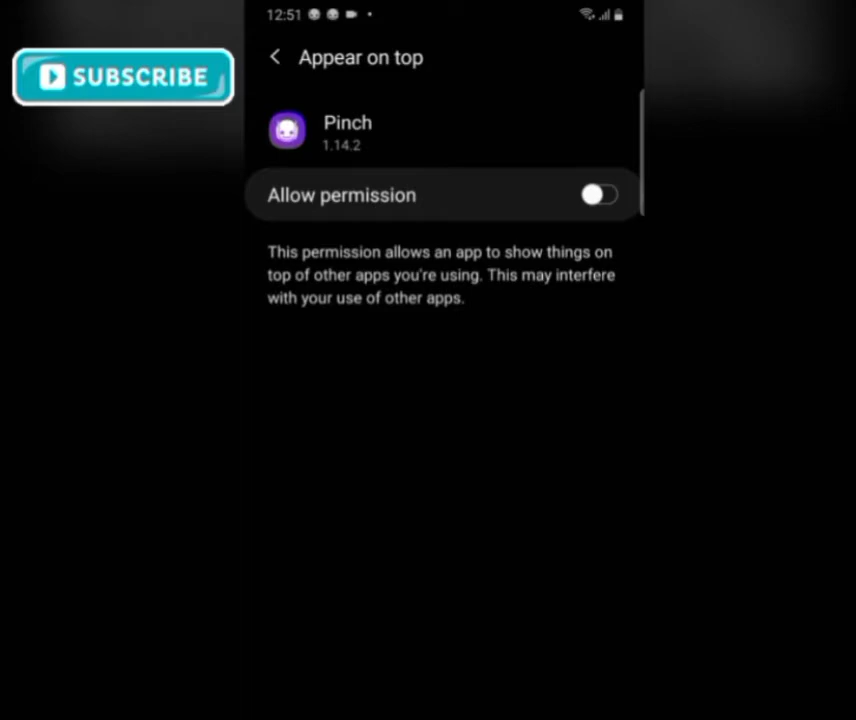 12:51
SUBSCRIBE
Appear on top
Pinch
1.14.2
Allow permission
This permission allows an app to show things on
top of other apps you're using. This may interfere
with your use of other apps.